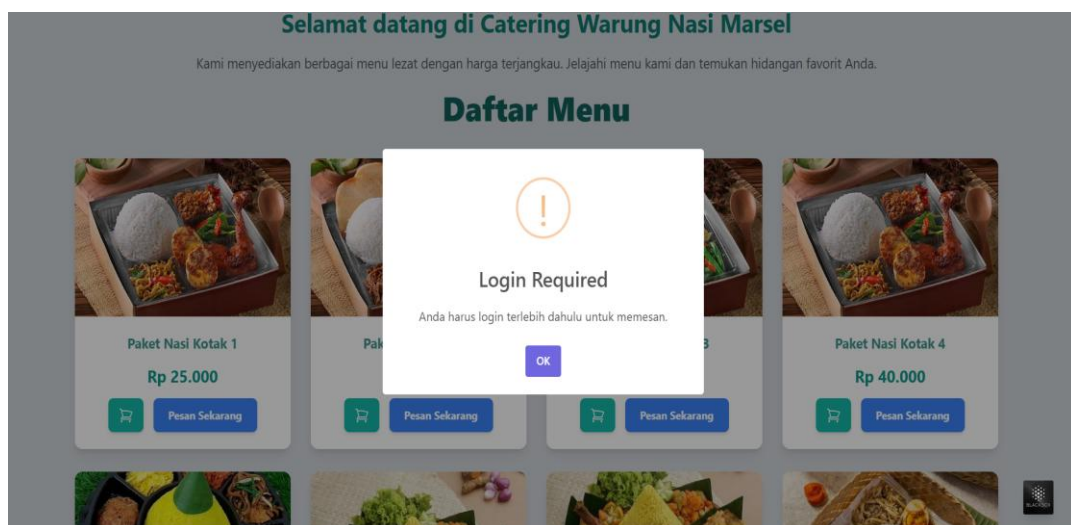 Selamat datang di Catering Warung Nasi Marsel
Kami menyediakan berbagai menu lezat dengan harga terjangkau. Jelajahi menu kami dan temukan hidangan favorit Anda.
Daftar Menu
!
Login Required
Anda harus login terlebih dahulu untuk memesan.
OK
Paket Nasi Kotak 1
Pak
3
Paket Nasi Kotak 4
Rp 25.000
Rp 40.000
Pesan Sekarang
Pesan Sekarang
Pesan Sekarang
Pesan Sekarang